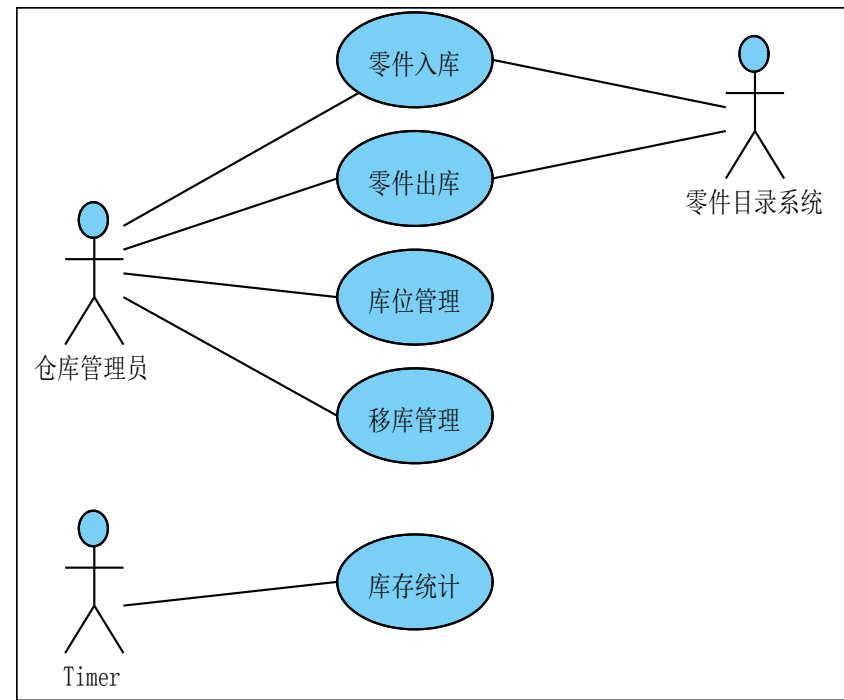 零件入库
零件出库
零件目录系统
库位管理
仓库管理员
移库管理
库存统计
Timer